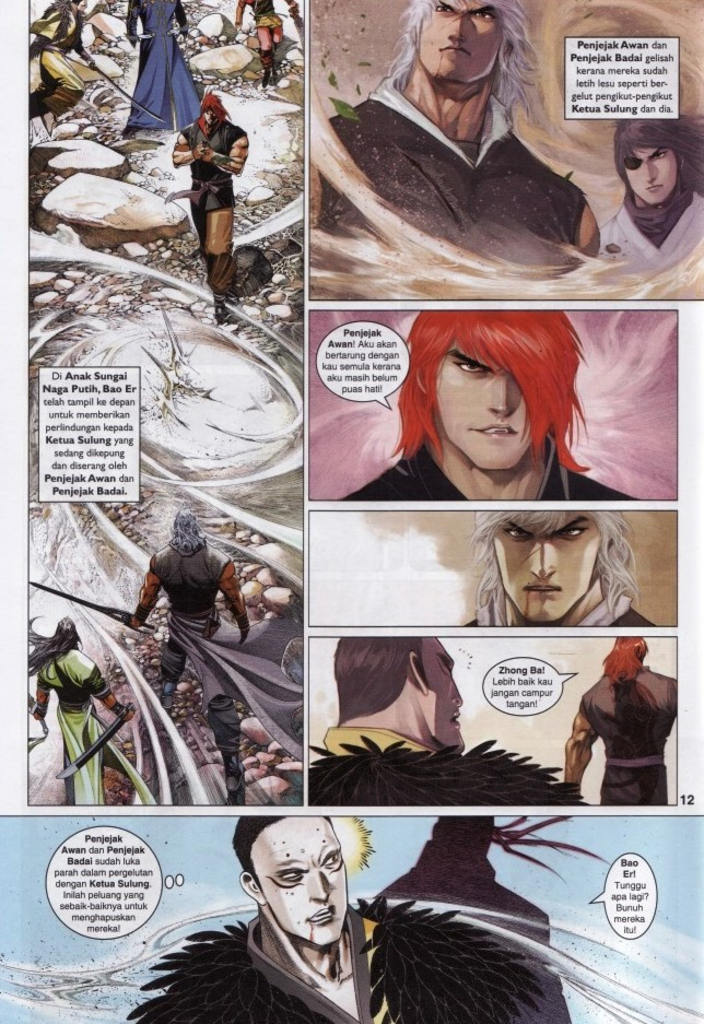 Di Anak Sungai
Naga Putih, Bao Er
telah tampil ke depan
untuk memberikan
perlindungan kepada
Ketua Sulung yang
sedang dikepung
dan diserang oleh
Penjejak Awan dan
Penjejak Badai.
Penjejak Awan dan
Penjejak Badai gelisah
kerana mereka sudah
letih lesu seperti ber-
gelut pengikut-pengikut
Ketua Sulung dan dia.
Penjejak
Awan! Aku akan
bertarung dengan
kau semula kerana
aku masih belum
puas hati!
Zhong Ba!
Lebih baik kau
jangan campur
tangan!
12
Penjejak
Awan dan Penjejak
Badai sudah luka
parah dalam pergelutan
dengan Ketua Sulung.
Inilah peluang yang
sebaik-baiknya untuk
menghapuskan
mereka!
Bao
Er!
Tunggu
apa lagi?
Bunuh
mereka
itu!